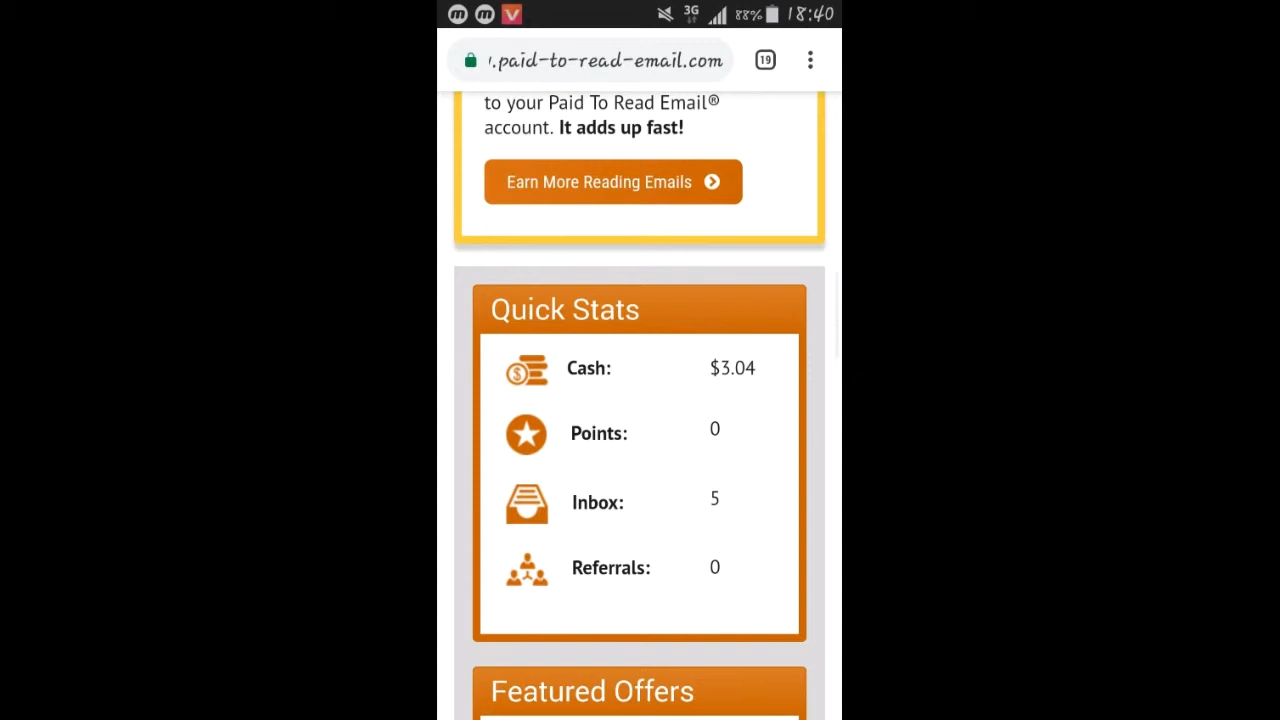 3G
88%
18:40
.paid-to-read-email.com
19
to your Paid To Read Email®
account. It adds up fast!
Earn More Reading Emails
Quick Stats
Cash: $3.04
Points: 0
Inbox: 5
Referrals: 0
Featured Offers